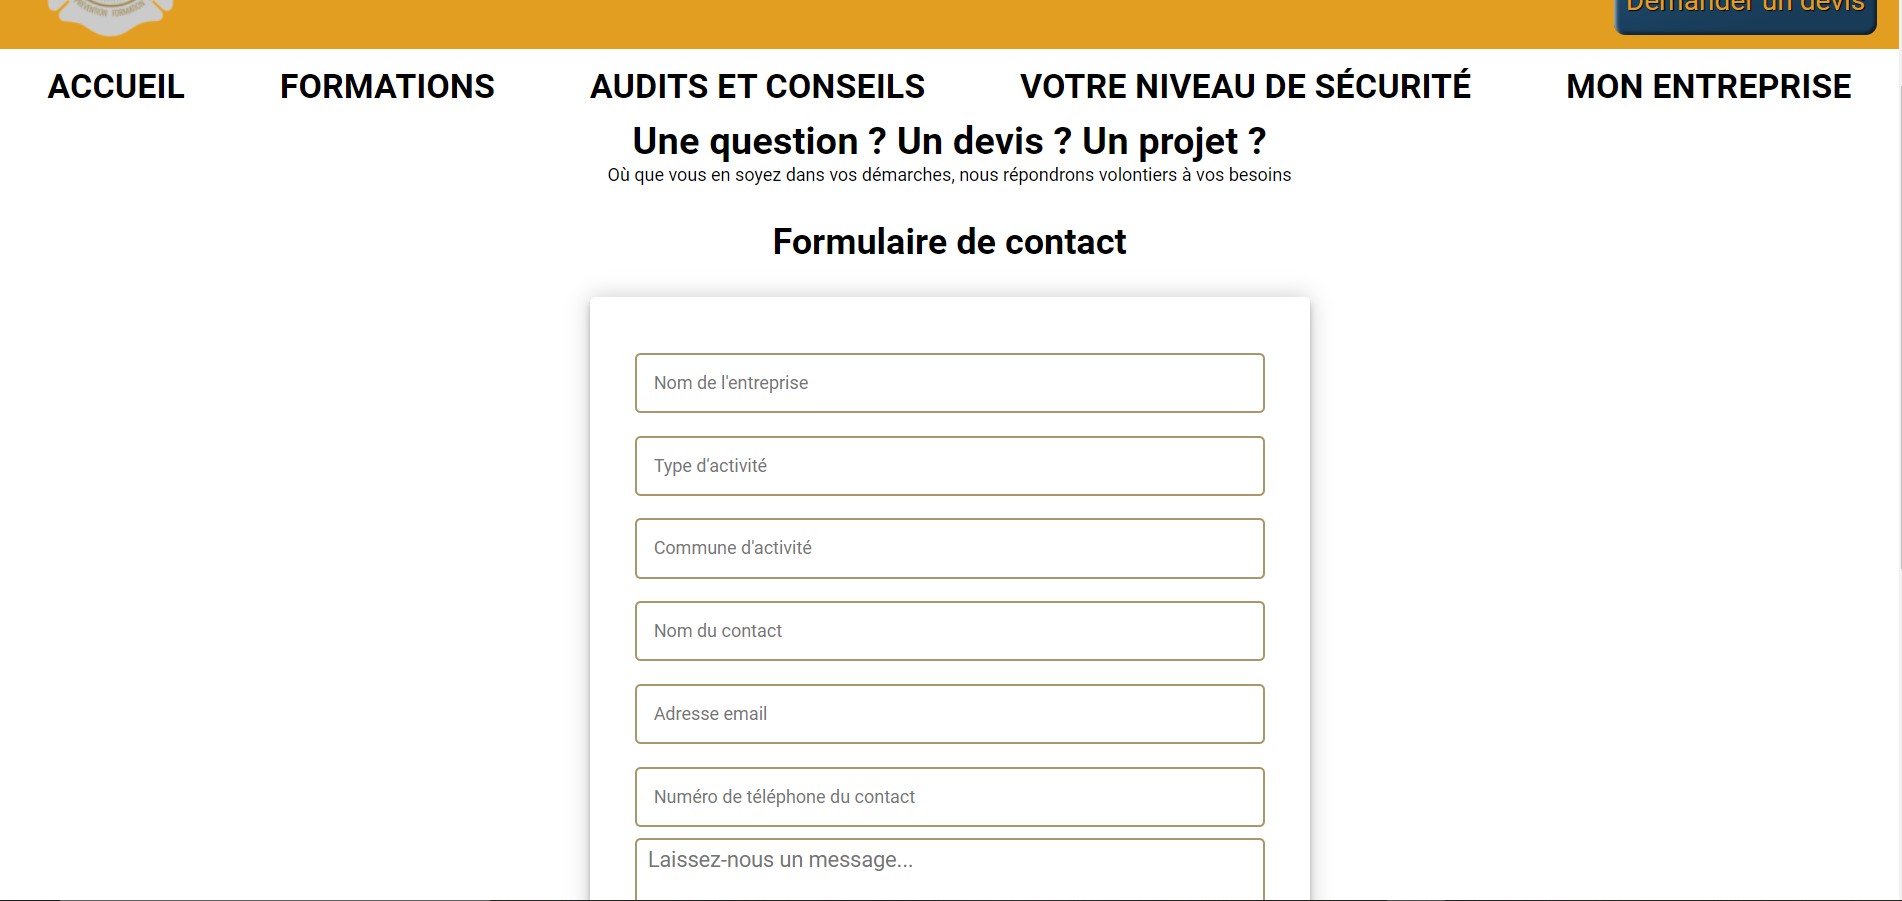 PRÉVENTION FORMATION
Demander un devis
ACCUEIL FORMATIONS AUDITS ET CONSEILS VOTRE NIVEAU DE SÉCURITÉ MON ENTREPRISE
Une question ? Un devis ? Un projet ?
Où que vous en soyez dans vos démarches, nous répondrons volontiers à vos besoins
Formulaire de contact
Nom de l'entreprise
Type d'activité
Commune d'activité
Nom du contact
Adresse email
Numéro de téléphone du contact
Laissez-nous un message...